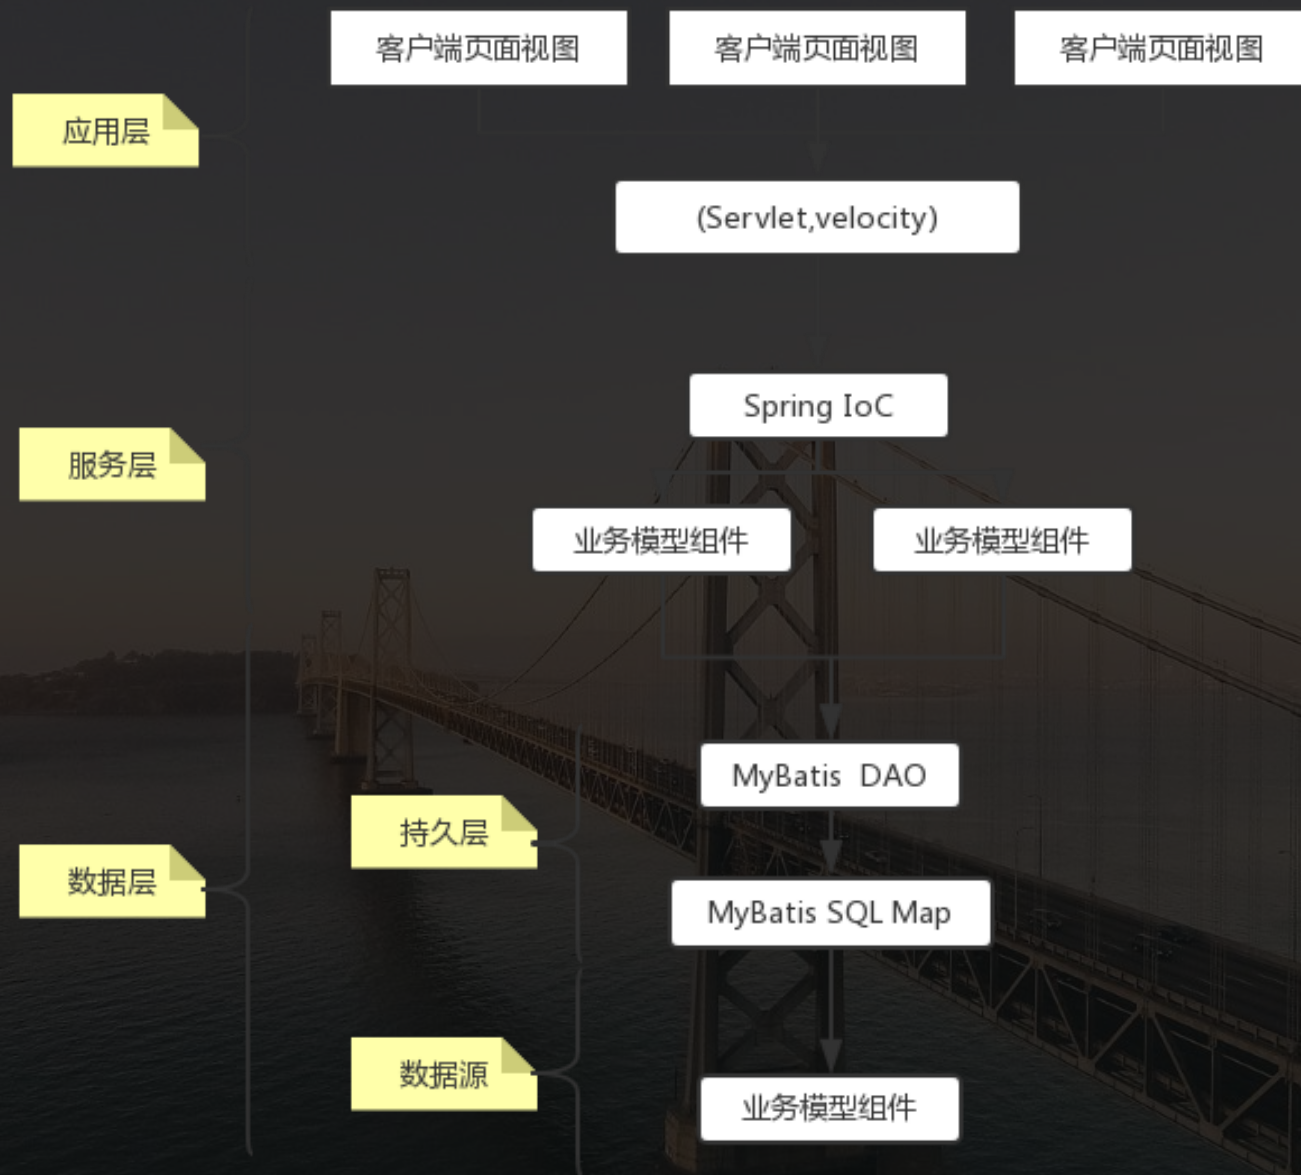 客户端页面视图
客户端页面视图
客户端页面视图
应用层
(Servlet,velocity)
Spring IoC
服务层
业务模型组件
业务模型组件
MyBatis DAO
持久层
数据层
MyBatis SQL Map
数据源
业务模型组件